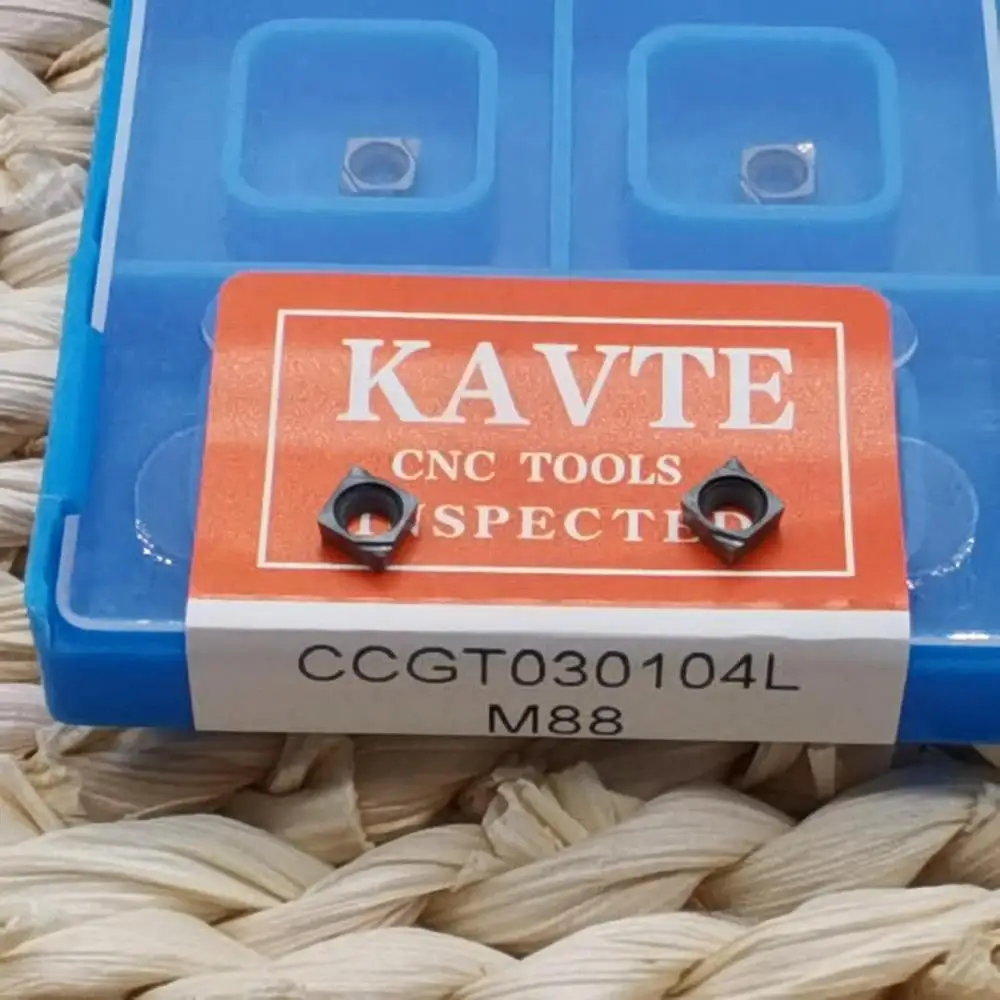 KAVTE
CNC TOOLS
INSPECTED
CCGT030104L
M88